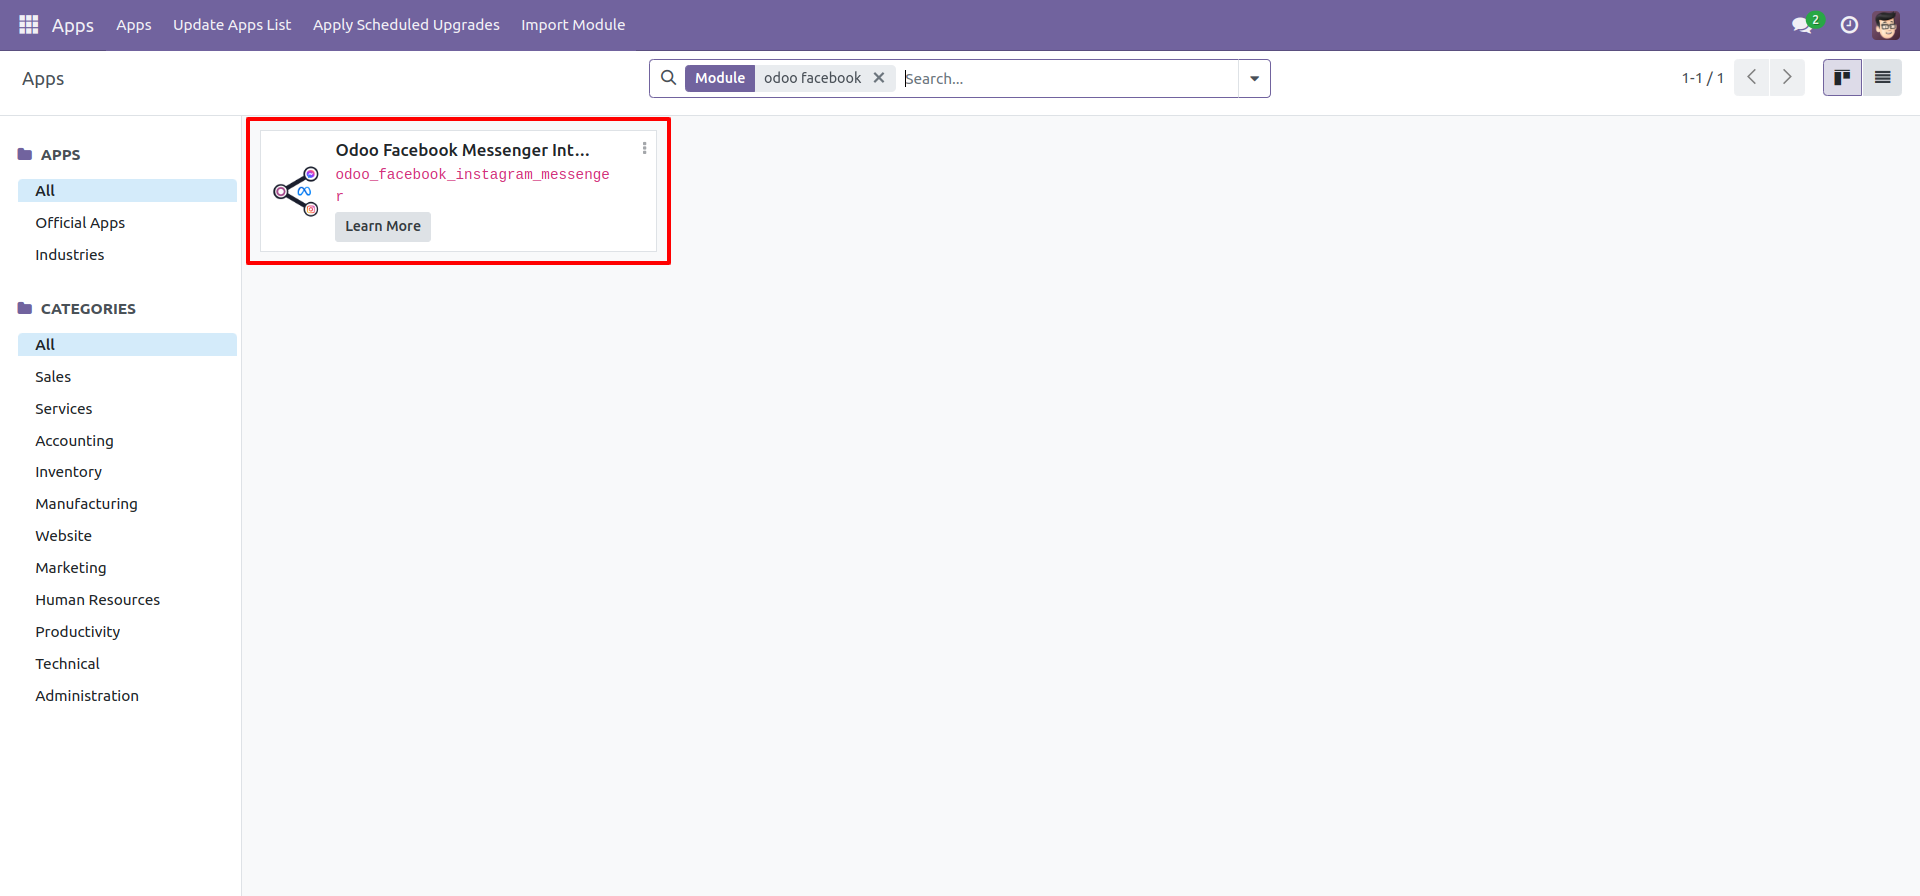 Apps Apps Update Apps List Apply Scheduled Upgrades Import Module 2
Apps Module odoo facebook Search... 1-1 / 1
APPS
All
Official Apps
Industries
CATEGORIES
All
Sales
Services
Accounting
Inventory
Manufacturing
Website
Marketing
Human Resources
Productivity
Technical
Administration
Odoo Facebook Messenger Int...
odoo_facebook_instagram_messenge
r
Learn More